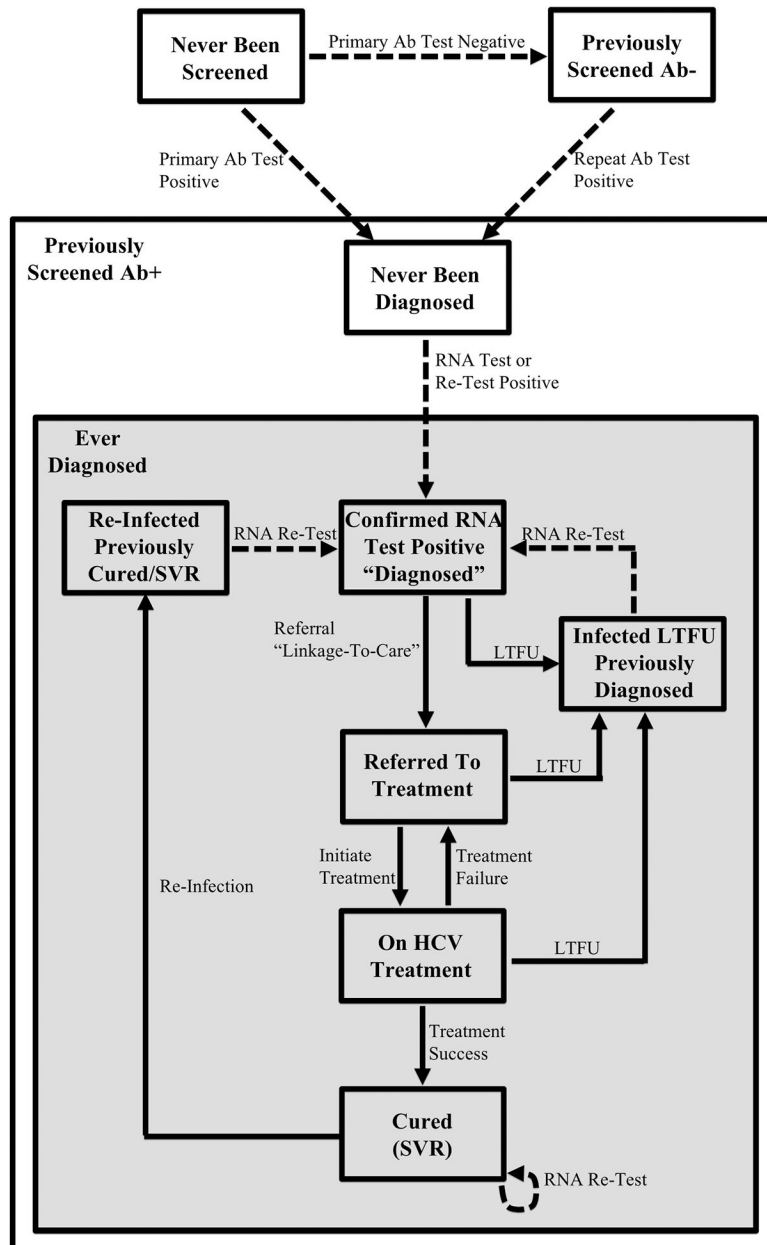 Never Been
Screened
Primary Ab Test Negative
Previously
Screened Ab-
Primary Ab Test
Positive
Repeat Ab Test
Positive
Previously
Screened Ab+
Never Been
Diagnosed
RNA Test or
Re-Test Positive
Ever
Diagnosed
Re-Infected
Previously
Cured/SVR
RNA Re-Test
Confirmed RNA
Test Positive
“Diagnosed”
RNA Re-Test
Infected LTFU
Previously
Diagnosed
Referral
“Linkage-To-Care”
LTFU
Referred To
Treatment
LTFU
Initiate
Treatment
Treatment
Failure
Re-Infection
On HCV
Treatment
LTFU
Treatment
Success
Cured
(SVR)
RNA Re-Test